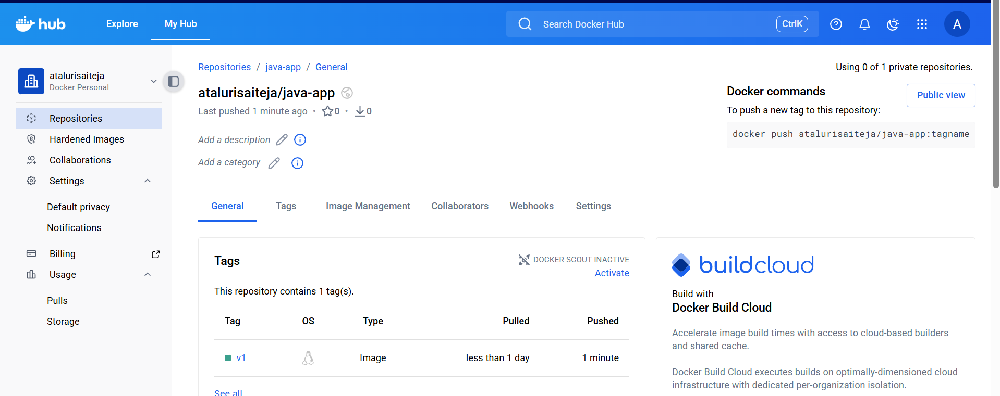 hub
Explore
My Hub
Search Docker Hub
CtrlK
A
atalurisaiteja
Docker Personal
Repositories
Hardened Images
Collaborations
Settings
Default privacy
Notifications
Billing
Usage
Pulls
Storage
Repositories / java-app / General
Using 0 of 1 private repositories.
atalurisaiteja/java-app
Last pushed 1 minute ago • 0 • 0
Add a description
Add a category
Docker commands
Public view
To push a new tag to this repository:
docker push atalurisaiteja/java-app:tagname
General
Tags
Image Management
Collaborators
Webhooks
Settings
Tags
DOCKER SCOUT INACTIVE
Activate
This repository contains 1 tag(s).
Tag OS Type Pulled Pushed
v1 Image less than 1 day 1 minute
See all
buildcloud
Build with
Docker Build Cloud
Accelerate image build times with access to cloud-based builders
and shared cache.
Docker Build Cloud executes builds on optimally-dimensioned cloud
infrastructure with dedicated per-organization isolation.